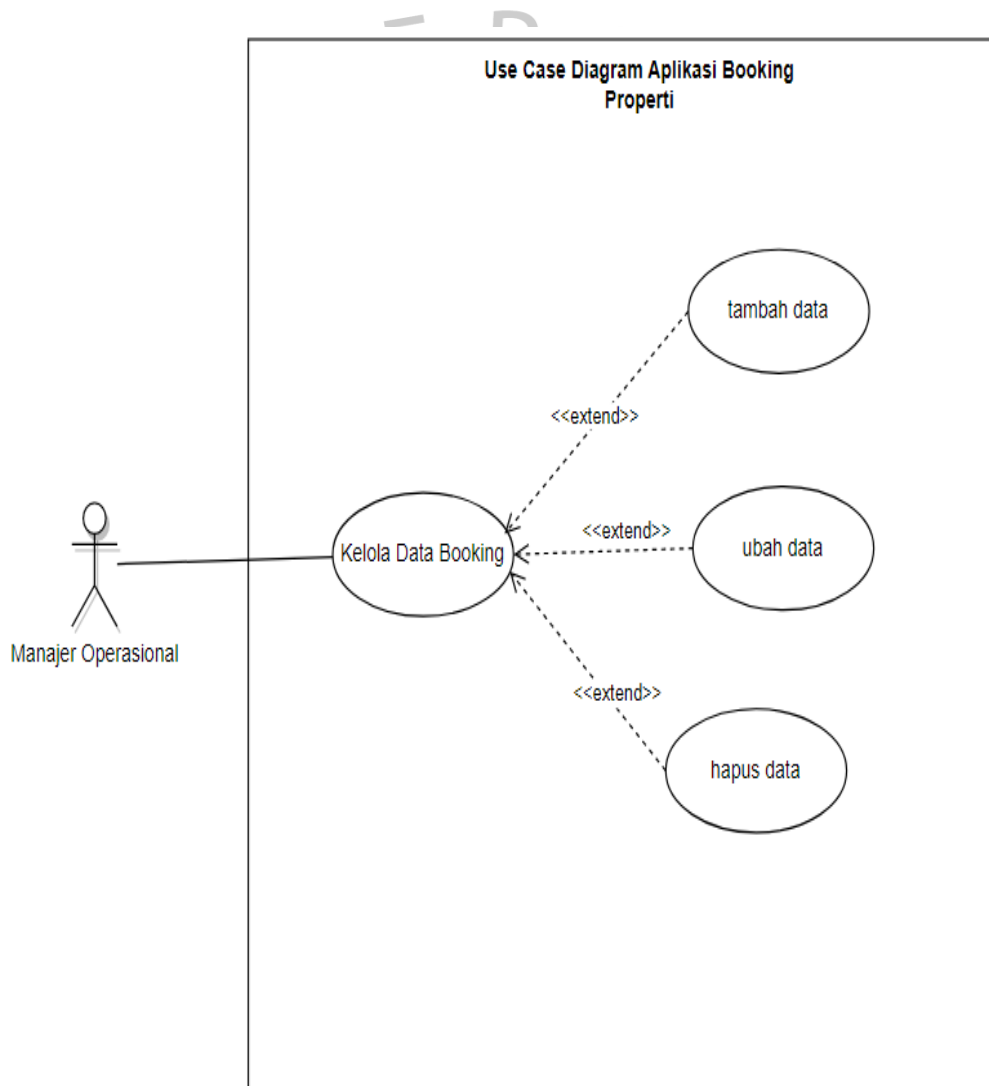 Use Case Diagram Aplikasi Booking
Properti
tambah data
<<extend>>
<<extend>>
ubah data
Kelola Data Booking
Manajer Operasional
<<extend>>
hapus data